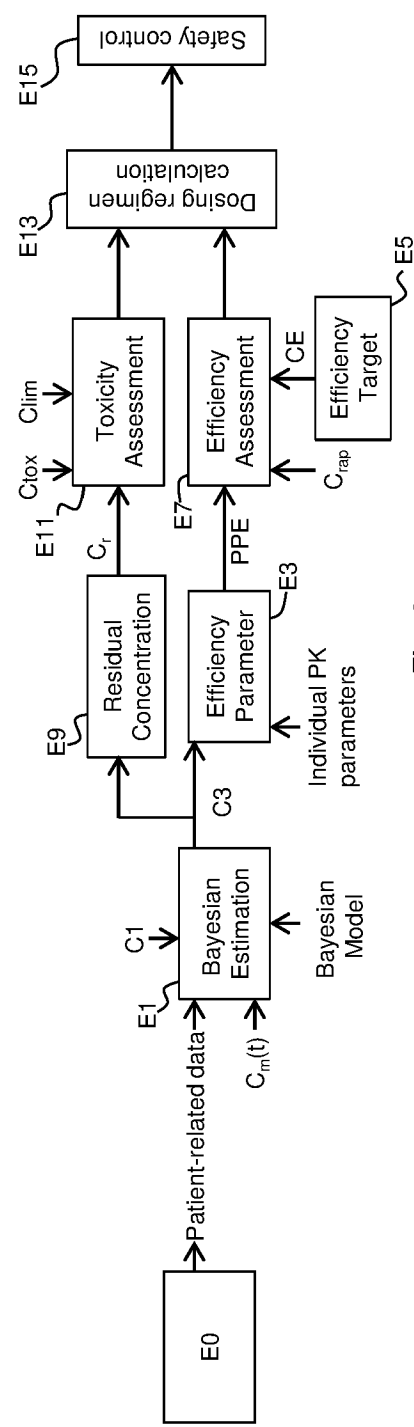 E0
Patient-related data
E1
C1
Bayesian
Estimation
Cm(t)
Bayesian
Model
C3
E9
Residual
Concentration
Efficiency
Parameter
E3
Individual PK
parameters
Cr
PPE
E11
Ctox
Clim
Toxicity
Assessment
E7
Efficiency
Assessment
Crap
CE
Efficiency
Target
E5
E13
Dosing regimen
calculation
E15
Safety control